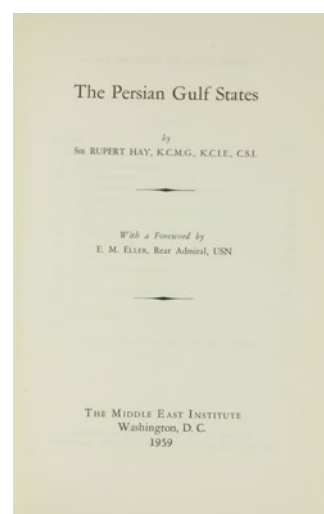 The Persian Gulf States
by
SIR RUPERT HAY, K.C.M.G., K.C.I.E., C.S.I.
With a Foreword by
E. M. ELLER, Rear Admiral, USN
THE MIDDLE EAST INSTITUTE
Washington, D. C.
1959